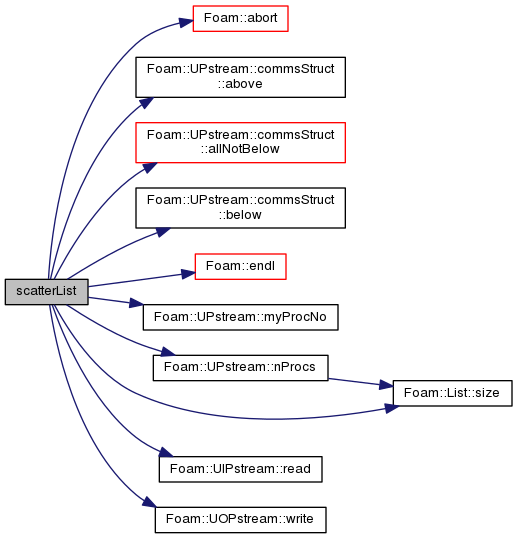 Foam::abort
Foam::UPstream::commsStruct
::above
Foam::UPstream::commsStruct
::allNotBelow
Foam::UPstream::commsStruct
::below
Foam::endl
scatterList
Foam::UPstream::myProcNo
Foam::UPstream::nProcs
Foam::List::size
Foam::UIPstream::read
Foam::UOPstream::write